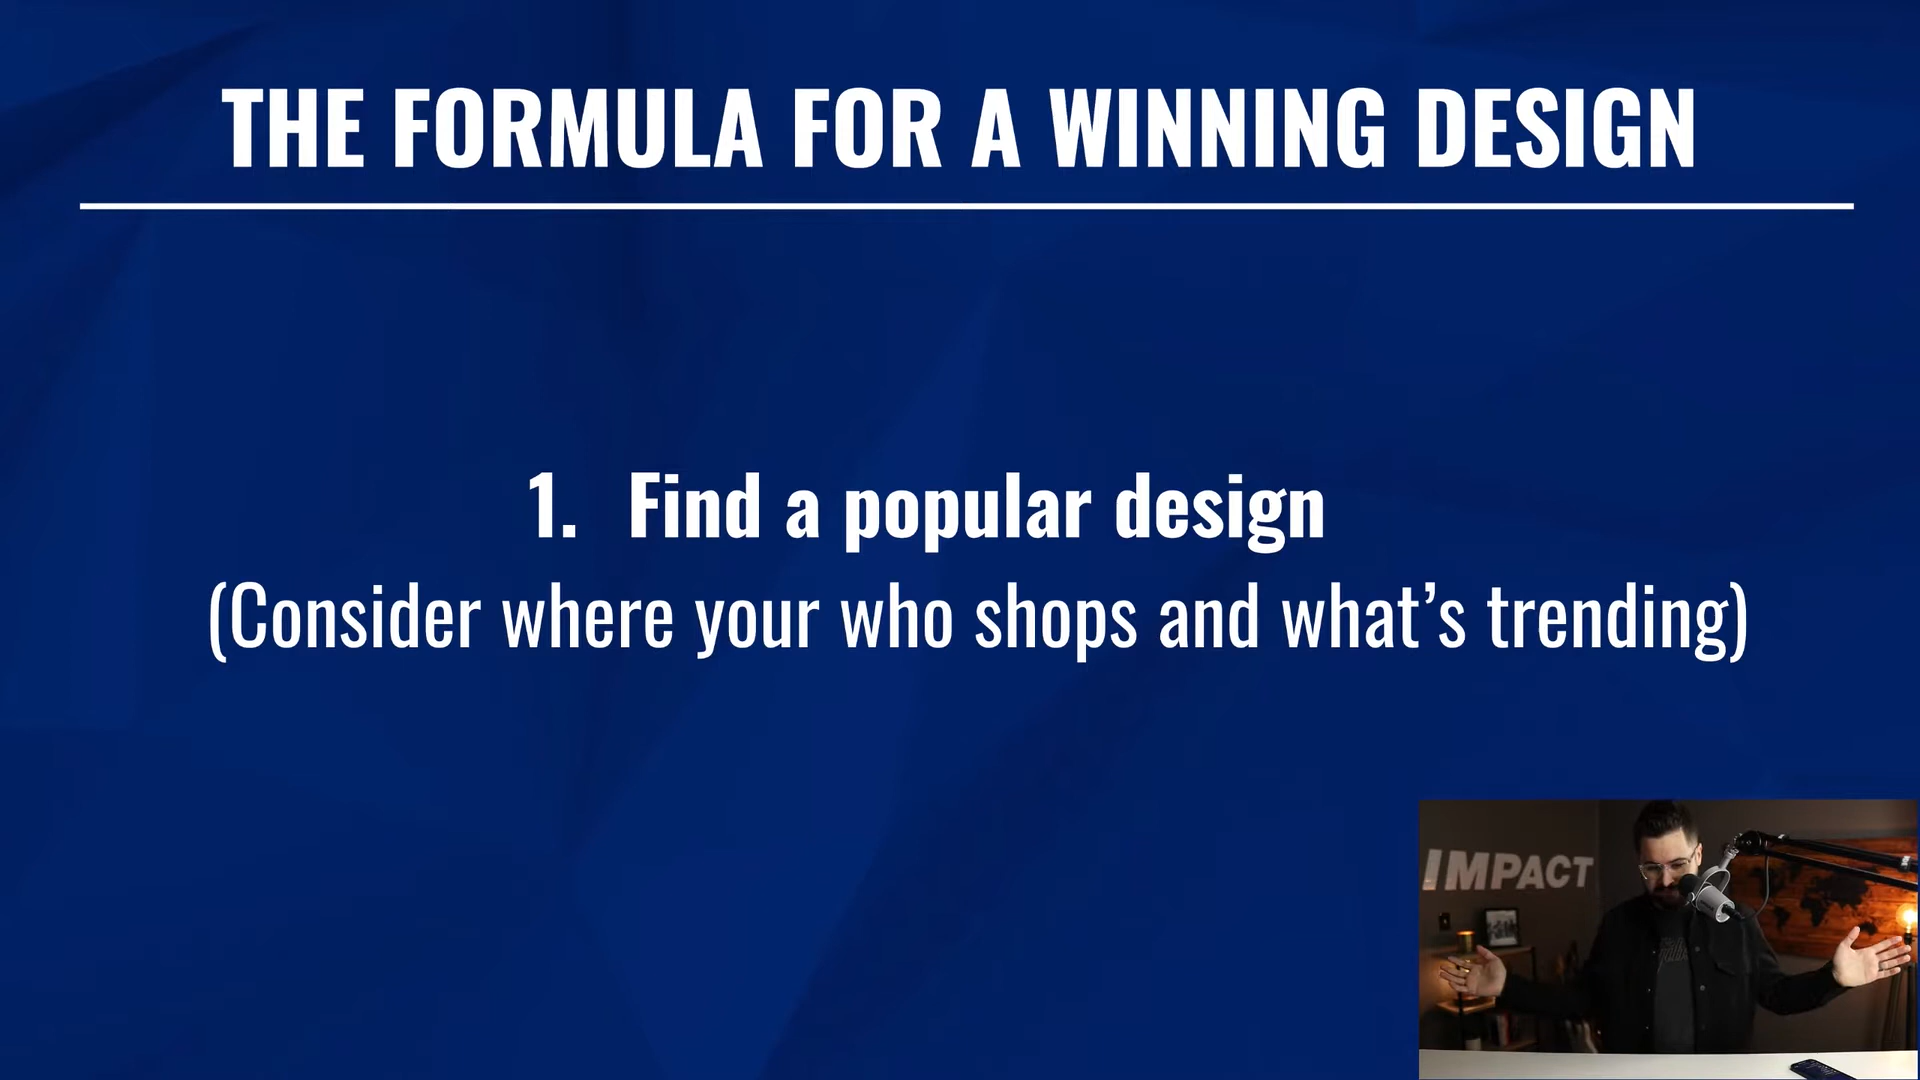 THE FORMULA FOR A WINNING DESIGN
1. Find a popular design
(Consider where your who shops and what’s trending)
IMPACT